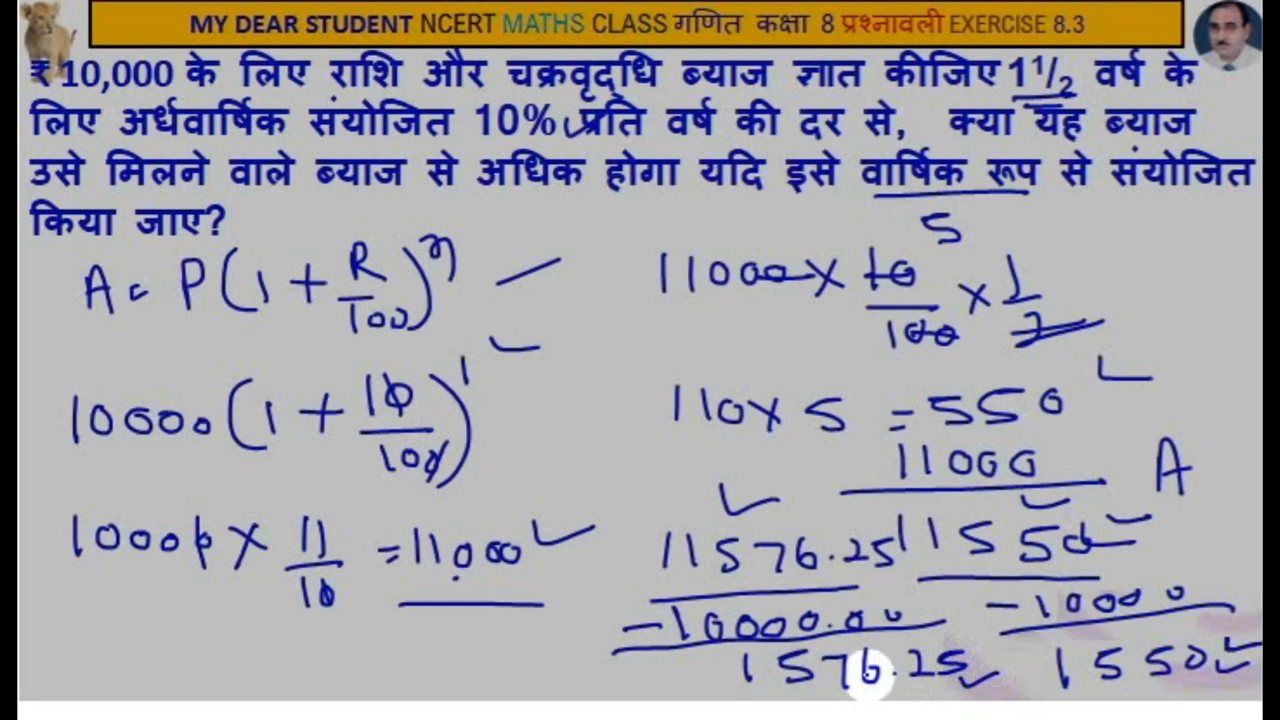 MY DEAR STUDENT NCERT MATHS CLASS गणित कक्षा 8 प्रश्नावली EXERCISE 8.3
₹ 10,000 के लिए राशि और चक्रवृद्धि ब्याज ज्ञात कीजिए 1 1/2 वर्ष के
लिए अर्धवार्षिक संयोजित 10% प्रति वर्ष की दर से, क्या यह ब्याज
उसे मिलने वाले ब्याज से अधिक होगा यदि इसे वार्षिक रूप से संयोजित
किया जाए?
A = P(1 + R/100)^n
10000(1 + 10/100)^1
10000 × 11/10 = 11,000
5
11000 × 10/100 × 1/2
110 × 5 = 550
11000 A
11576.25 11550
-10000.00 -10000
1576.25 1550